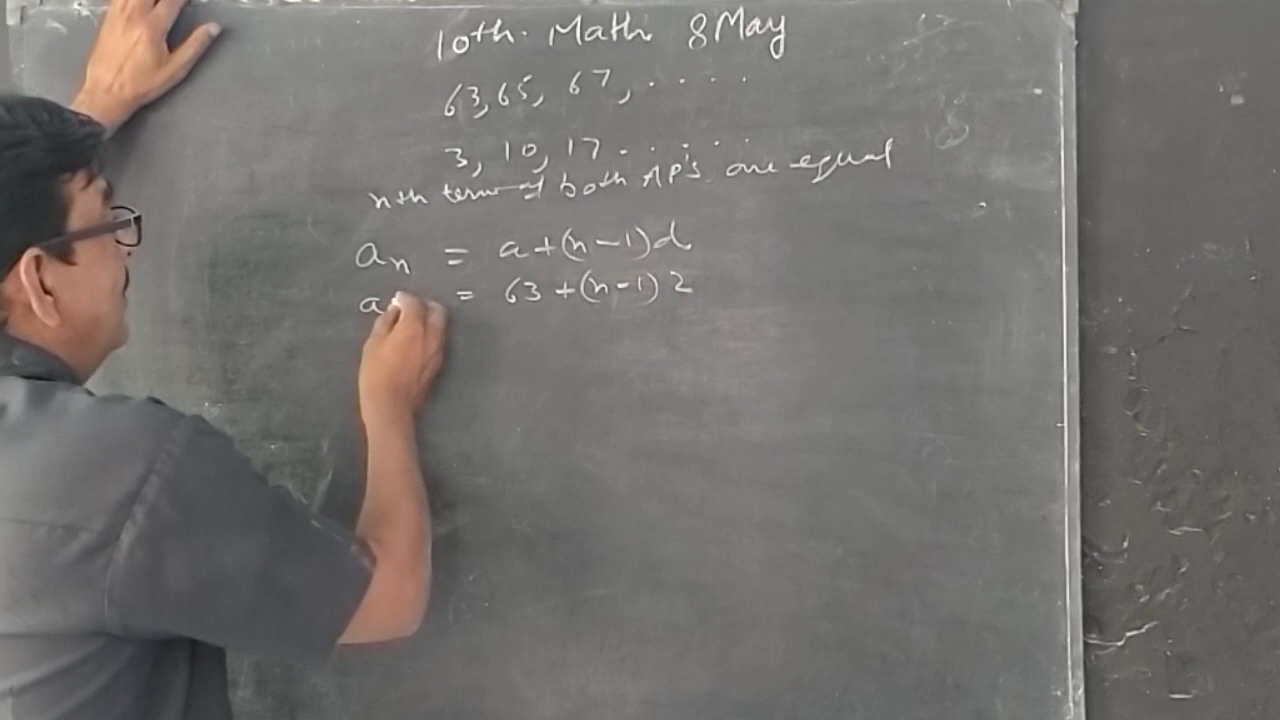 10th. Math 8 May
63, 65, 67, . . . .
3, 10, 17 . . . . . .
nth term of both AP's are equal
aₙ = a + (n - 1) d
a = 63 + (n - 1) 2